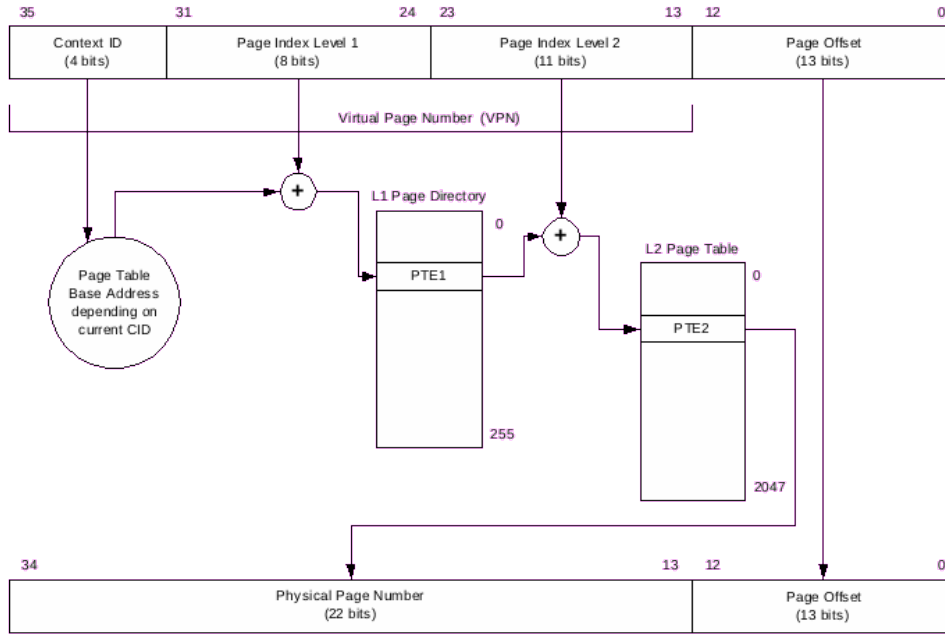 35 31 24 23 13 12 0
Context ID
(4 bits)
Page Index Level 1
(8 bits)
Page Index Level 2
(11 bits)
Page Offset
(13 bits)
Virtual Page Number (VPN)
+
L1 Page Directory
0
PTE1
255
+
L2 Page Table
0
PTE2
2047
Page Table
Base Address
depending on
current CID
34 13 12 0
Physical Page Number
(22 bits)
Page Offset
(13 bits)